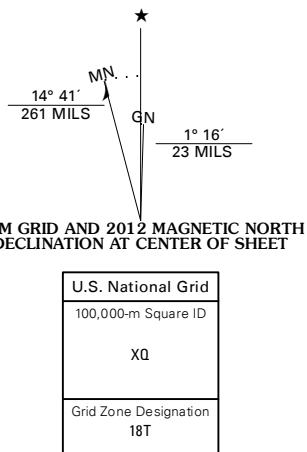 ★
MN
14° 41´
261 MILS
GN
1° 16´
23 MILS
M GRID AND 2012 MAGNETIC NORTH
DECLINATION AT CENTER OF SHEET
U.S. National Grid
100,000-m Square ID
XQ
Grid Zone Designation
18T